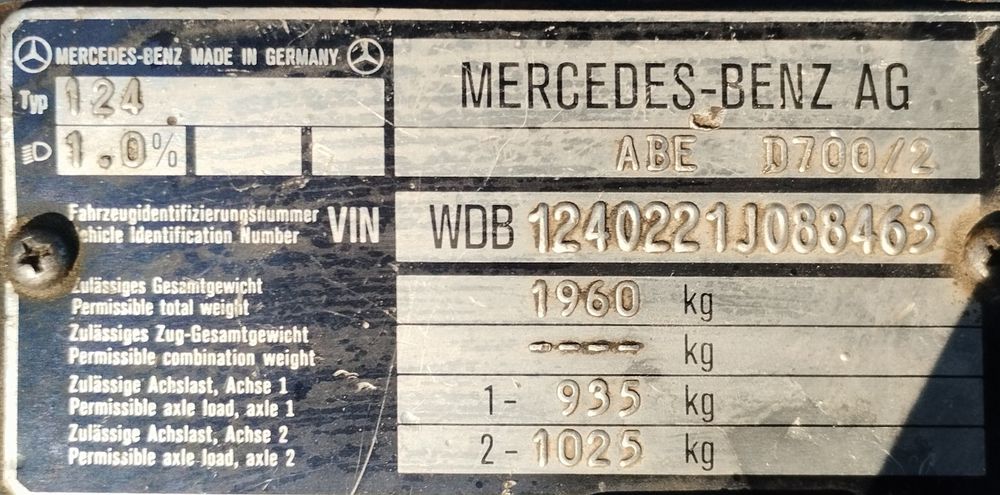 MERCEDES-BENZ MADE IN GERMANY
MERCEDES-BENZ AG
Typ 124
1.0%
ABE D700/2
Fahrzeugidentifizierungsnummer
Vehicle Identification Number
VIN
WDB 1240221J088463
Zulässiges Gesamtgewicht
Permissible total weight
1960 kg
Zulässiges Zug-Gesamtgewicht
Permissible combination weight
---- kg
Zulässige Achslast, Achse 1
Permissible axle load, axle 1
1- 935 kg
Zulässige Achslast, Achse 2
Permissible axle load, axle 2
2- 1025 kg